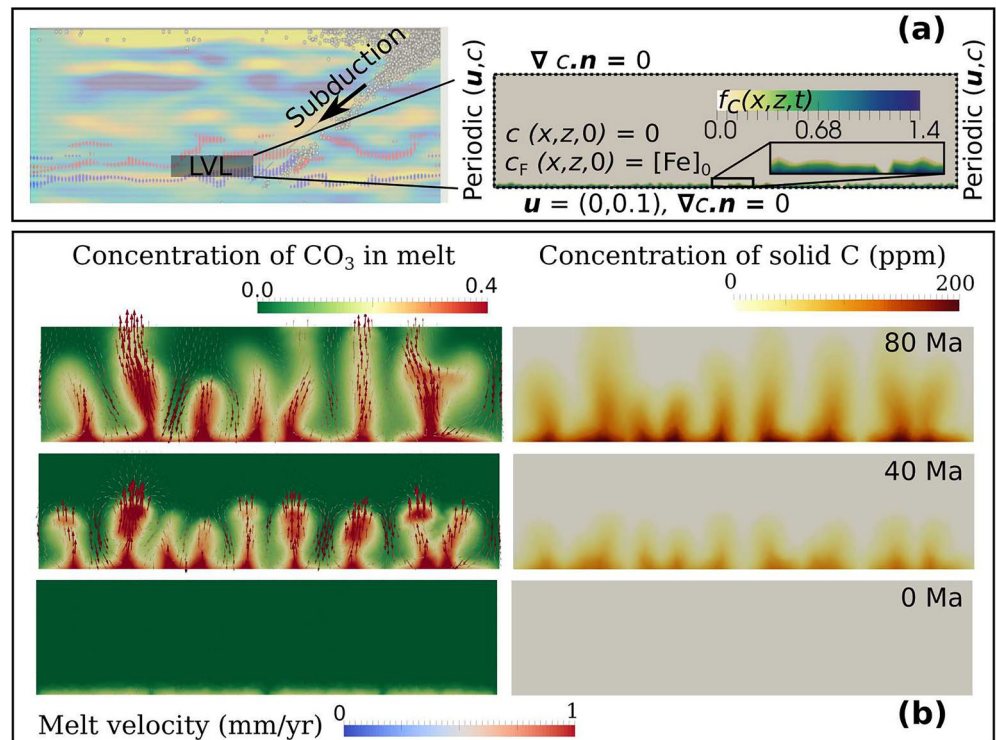 (a)
Subduction
LVL
Periodic (u,c)
∇ c.n = 0
f_C(x,z,t)
0.0 0.68 1.4
c (x,z,0) = 0
c_F (x,z,0) = [Fe]_0
u = (0,0.1), ∇c.n = 0
Periodic (u,c)
Concentration of CO_3 in melt
0.0 0.4
Concentration of solid C (ppm)
0 200
80 Ma
40 Ma
0 Ma
Melt velocity (mm/yr) 0 1
(b)